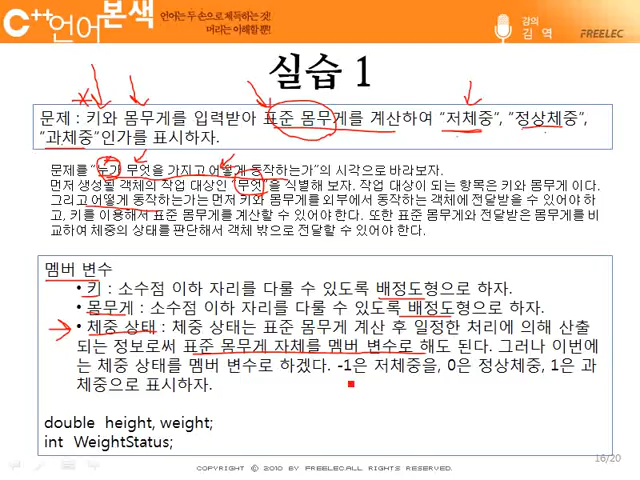 C++언어본색
언어는 두 손으로 체득하는 것!
머리는 이해할 뿐!
강의
김 역
FREELEC
실습 1
문제 : 키와 몸무게를 입력받아 표준 몸무게를 계산하여 “저체중”, “정상체중”,
“과체중”인가를 표시하자.
문제를 “누가 무엇을 가지고 어떻게 동작하는가”의 시각으로 바라보자.
먼저 생성될 객체의 작업 대상인 “무엇”을 식별해 보자. 작업 대상이 되는 항목은 키와 몸무게 이다.
그리고 어떻게 동작하는가는 먼저 키와 몸무게를 외부에서 동작하는 객체에 전달받을 수 있어야 하
고, 키를 이용해서 표준 몸무게를 계산할 수 있어야 한다. 또한 표준 몸무게와 전달받은 몸무게를 비
교하여 체중의 상태를 판단해서 객체 밖으로 전달할 수 있어야 한다.
멤버 변수
• 키 : 소수점 이하 자리를 다룰 수 있도록 배정도형으로 하자.
• 몸무게 : 소수점 이하 자리를 다룰 수 있도록 배정도형으로 하자.
• 체중 상태 : 체중 상태는 표준 몸무게 계산 후 일정한 처리에 의해 산출
되는 정보로써 표준 몸무게 자체를 멤버 변수로 해도 된다. 그러나 이번에
는 체중 상태를 멤버 변수로 하겠다. -1은 저체중을, 0은 정상체중, 1은 과
체중으로 표시하자.
double height, weight;
int WeightStatus;
16/20
COPYRIGHT ⓒ 2010 BY FREELEC.ALL RIGHTS RESERVED.